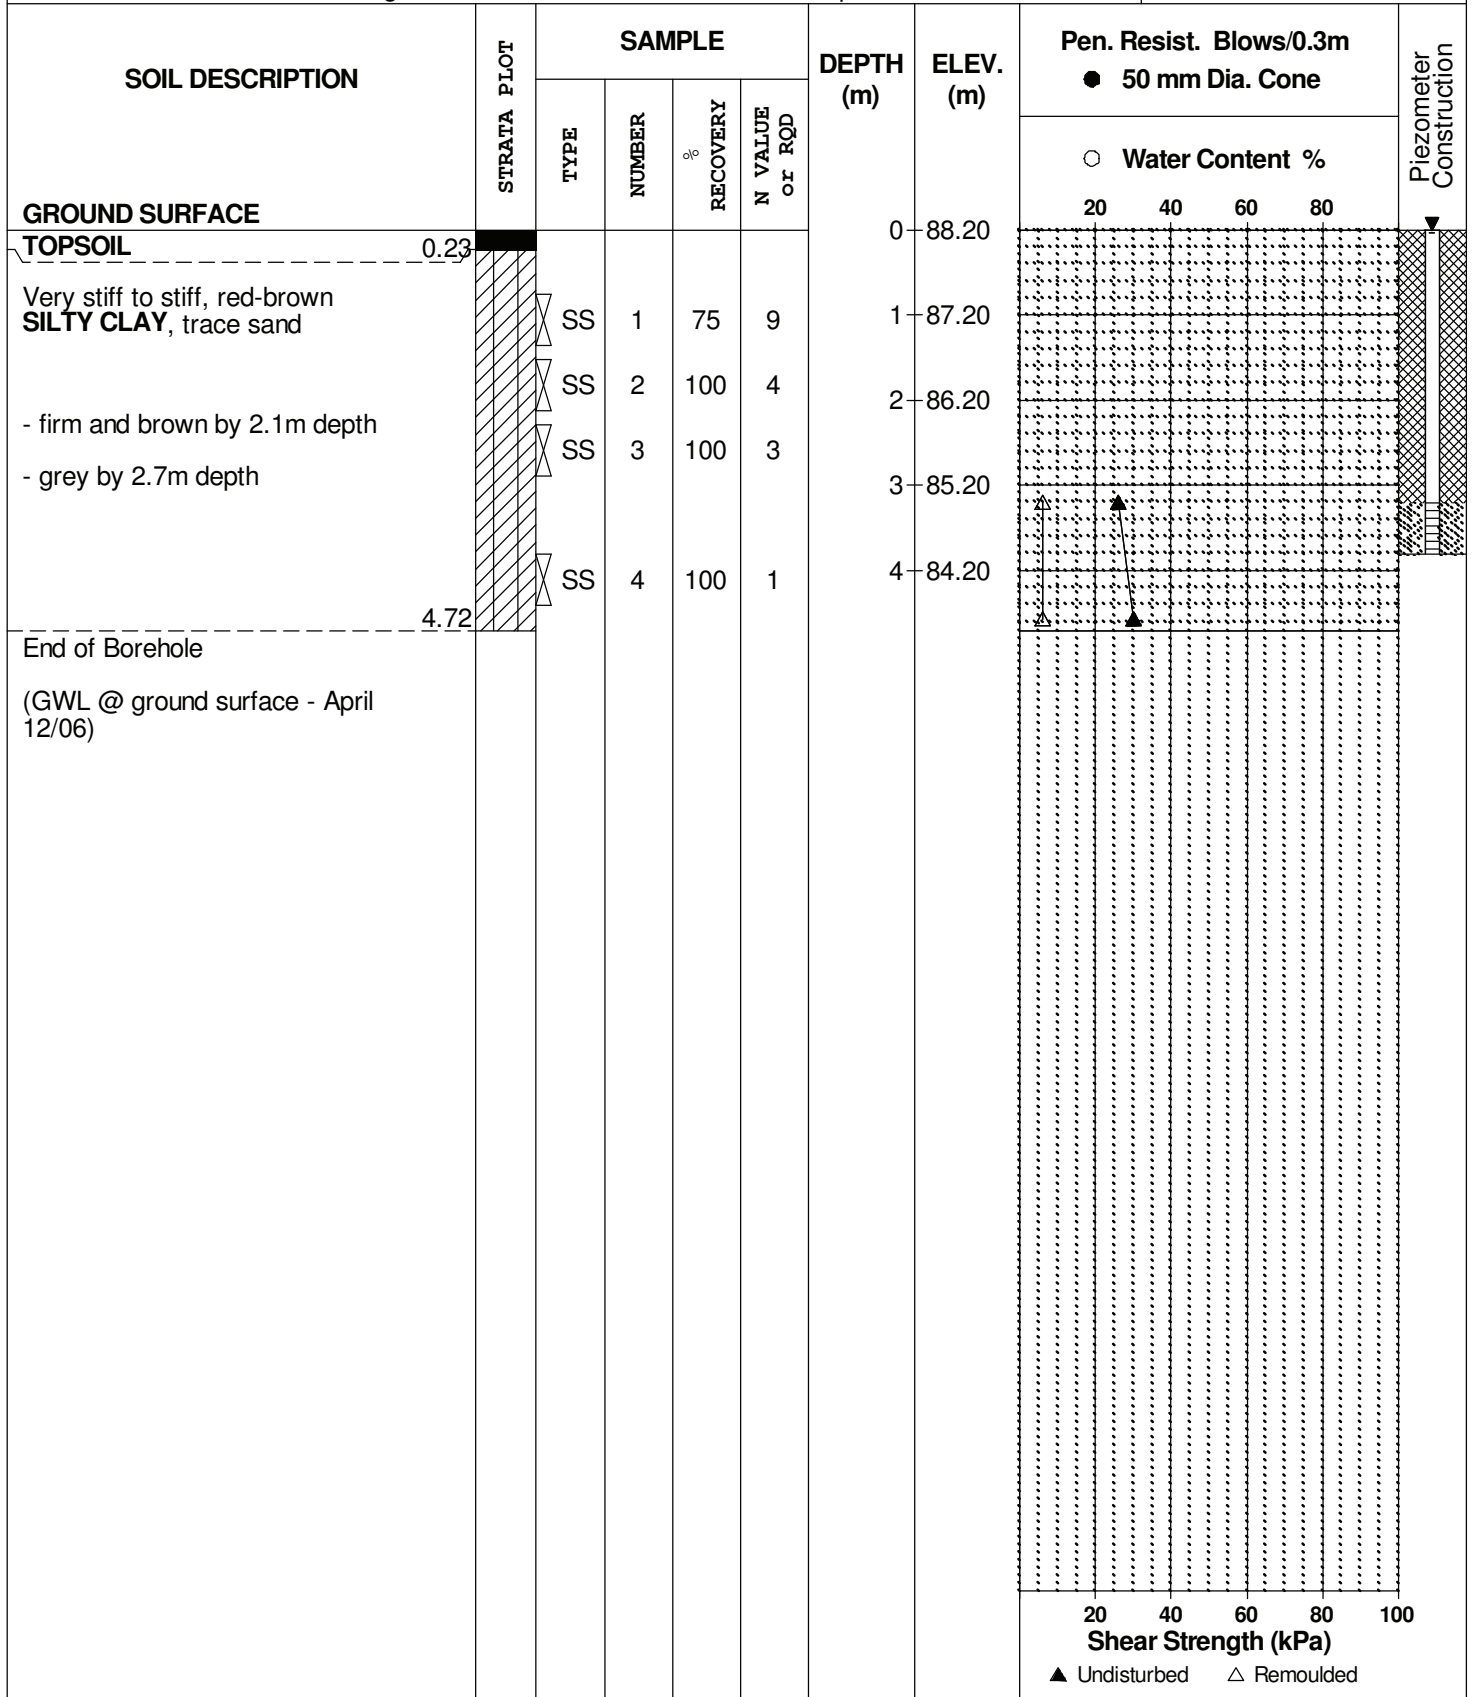 SOIL DESCRIPTION
STRATA PLOT
SAMPLE
TYPE
NUMBER
%
RECOVERY
N VALUE
or RQD
DEPTH
(m)
ELEV.
(m)
Pen. Resist. Blows/0.3m
● 50 mm Dia. Cone
○ Water Content %
20 40 60 80
Piezometer
Construction
GROUND SURFACE
0 88.20
TOPSOIL 0.23
Very stiff to stiff, red-brown
SILTY CLAY, trace sand
SS 1 75 9
1 87.20
SS 2 100 4
2 86.20
- firm and brown by 2.1m depth
SS 3 100 3
- grey by 2.7m depth
3 85.20
SS 4 100 1
4 84.20
4.72
End of Borehole
(GWL @ ground surface - April
12/06)
20 40 60 80 100
Shear Strength (kPa)
▲ Undisturbed △ Remoulded